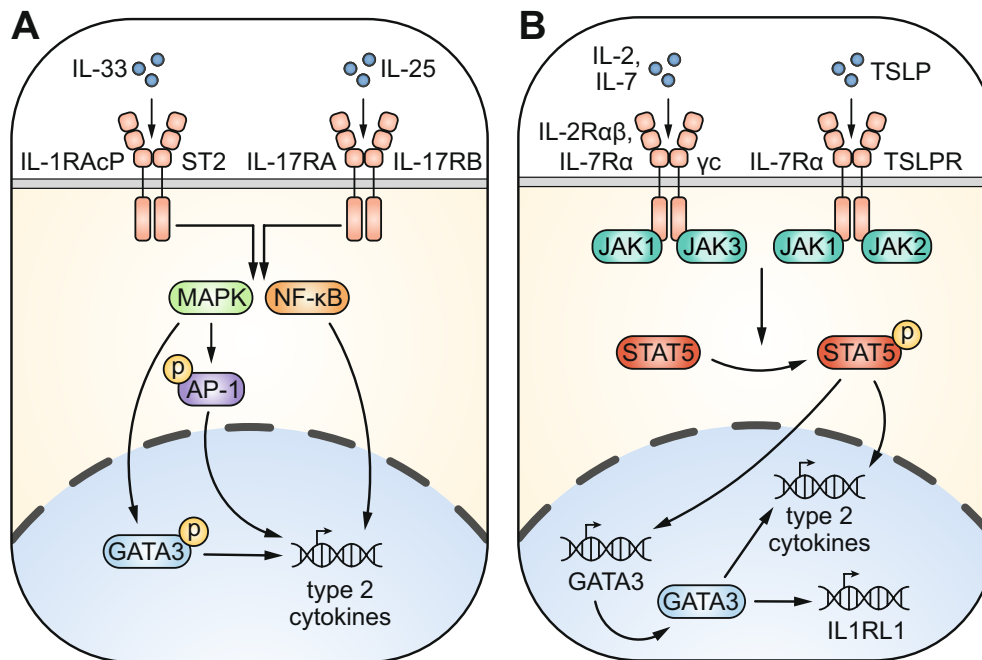 A
IL-33
IL-25
IL-1RAcP
ST2
IL-17RA
IL-17RB
MAPK
NF-κB
p
AP-1
p
GATA3
type 2
cytokines
B
IL-2,
IL-7
TSLP
IL-2Rαβ,
IL-7Rα
γc
IL-7Rα
TSLPR
JAK1
JAK3
JAK1
JAK2
STAT5
STAT5
p
type 2
cytokines
GATA3
GATA3
IL1RL1